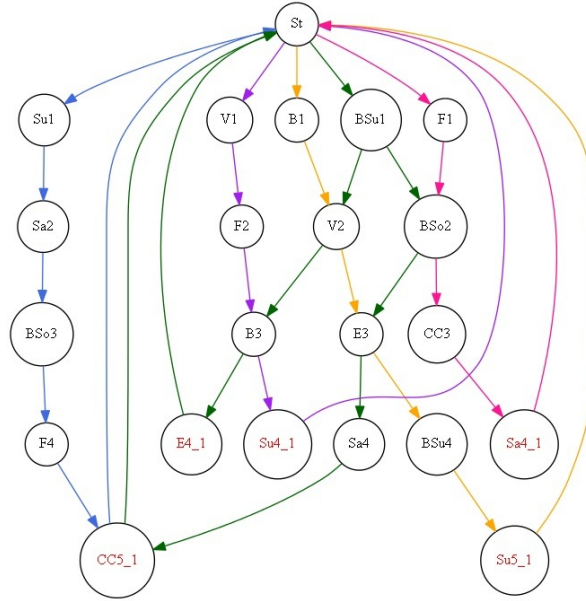 St
Su1
V1
B1
BSu1
F1
Sa2
F2
V2
BSo2
BSo3
B3
E3
CC3
F4
E4_1
Su4_1
Sa4
BSu4
Sa4_1
CC5_1
Su5_1